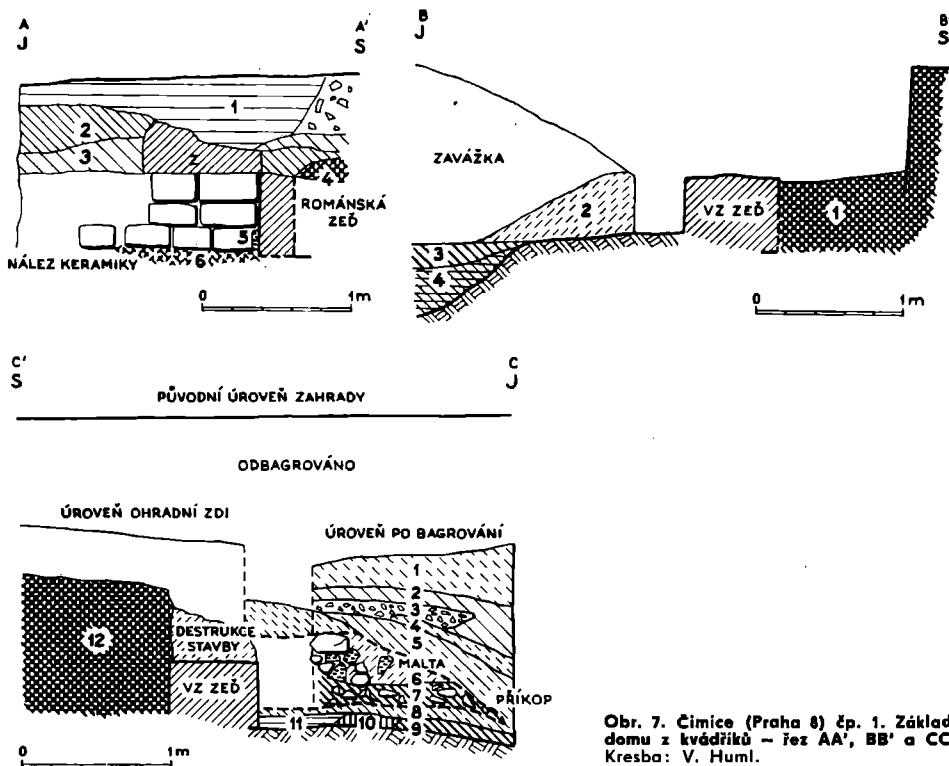 A
J
A'
S
1
2
3
Z
4
ROMÁNSKÁ
ZEĎ
5
6
NÁLEZ KERAMIKY
0 1m
B
J
B'
S
ZAVÁŽKA
2
VZ ZEĎ
1
3
4
0 1m
C'
S
C
J
PŮVODNÍ ÚROVEŇ ZAHRADY
ODBAGROVÁNO
ÚROVEŇ OHRADNÍ ZDI
ÚROVEŇ PO BAGROVÁNÍ
1
2
3
4
5
12
DESTRUKCE
STAVBY
MALTA
6
VZ ZEĎ
7
PŘÍKOP
8
11
10
9
0 1m
Obr. 7. Čimice (Praha 8) čp. 1. Základ
domu z kvádříků – řez AA', BB' a CC
Kresba: V. Huml.